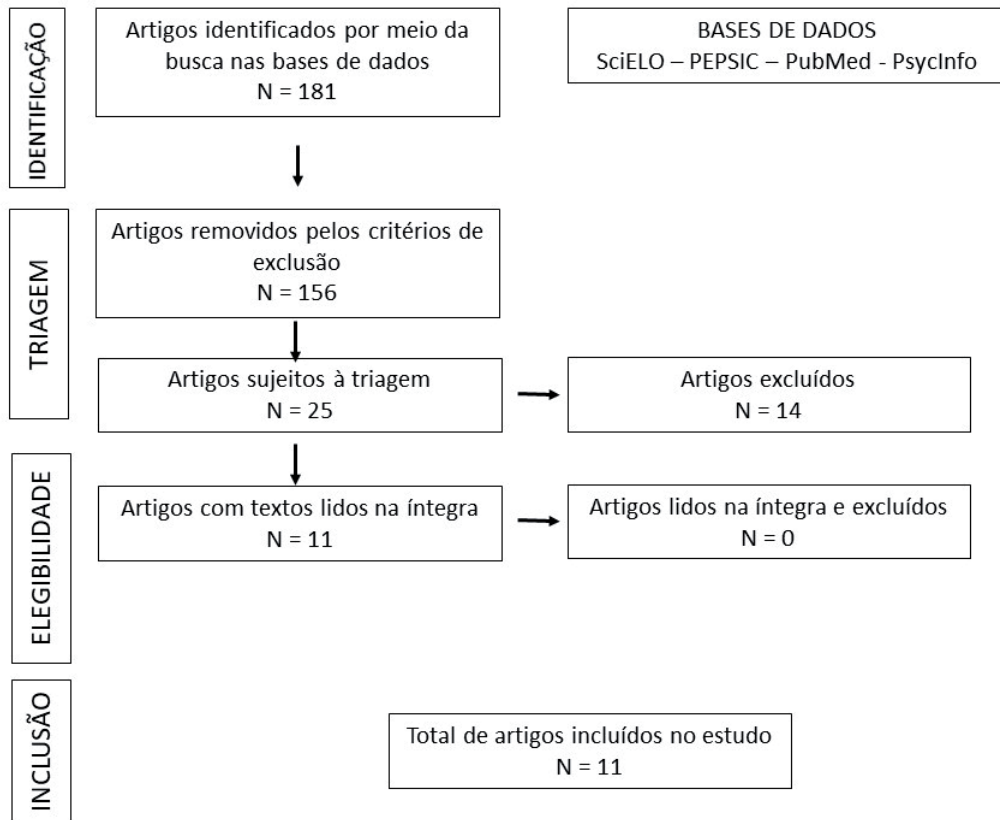 IDENTIFICAÇÃO
Artigos identificados por meio da
busca nas bases de dados
N = 181
BASES DE DADOS
SciELO – PEPSIC – PubMed - PsycInfo
TRIAGEM
Artigos removidos pelos critérios de
exclusão
N = 156
Artigos sujeitos à triagem
N = 25
Artigos excluídos
N = 14
ELEGIBILIDADE
Artigos com textos lidos na íntegra
N = 11
Artigos lidos na íntegra e excluídos
N = 0
INCLUSÃO
Total de artigos incluídos no estudo
N = 11